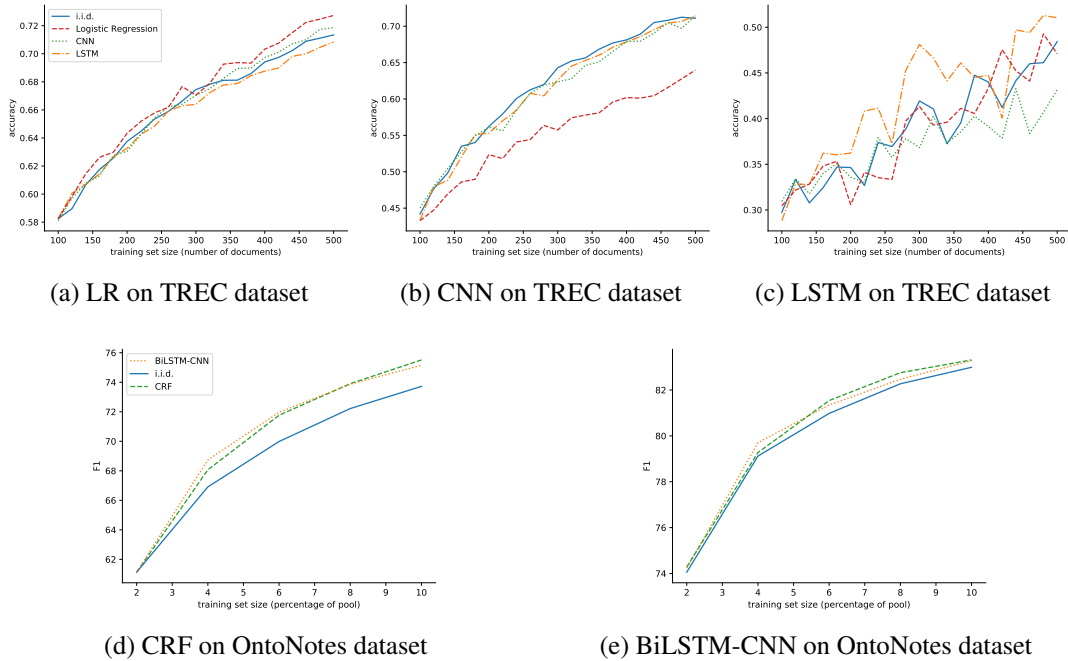 0.72
0.70
0.68
0.66
0.64
0.62
0.60
0.58
accuracy
i.i.d.
Logistic Regression
CNN
LSTM
100 150 200 250 300 350 400 450 500
training set size (number of documents)
(a) LR on TREC dataset
0.70
0.65
0.60
0.55
0.50
0.45
accuracy
100 150 200 250 300 350 400 450 500
training set size (number of documents)
(b) CNN on TREC dataset
0.50
0.45
0.40
0.35
0.30
accuracy
100 150 200 250 300 350 400 450 500
training set size (number of documents)
(c) LSTM on TREC dataset
76
74
72
70
68
66
64
62
F1
BiLSTM-CNN
i.i.d.
CRF
2 3 4 5 6 7 8 9 10
training set size (percentage of pool)
(d) CRF on OntoNotes dataset
82
80
78
76
74
F1
2 3 4 5 6 7 8 9 10
training set size (percentage of pool)
(e) BiLSTM-CNN on OntoNotes dataset